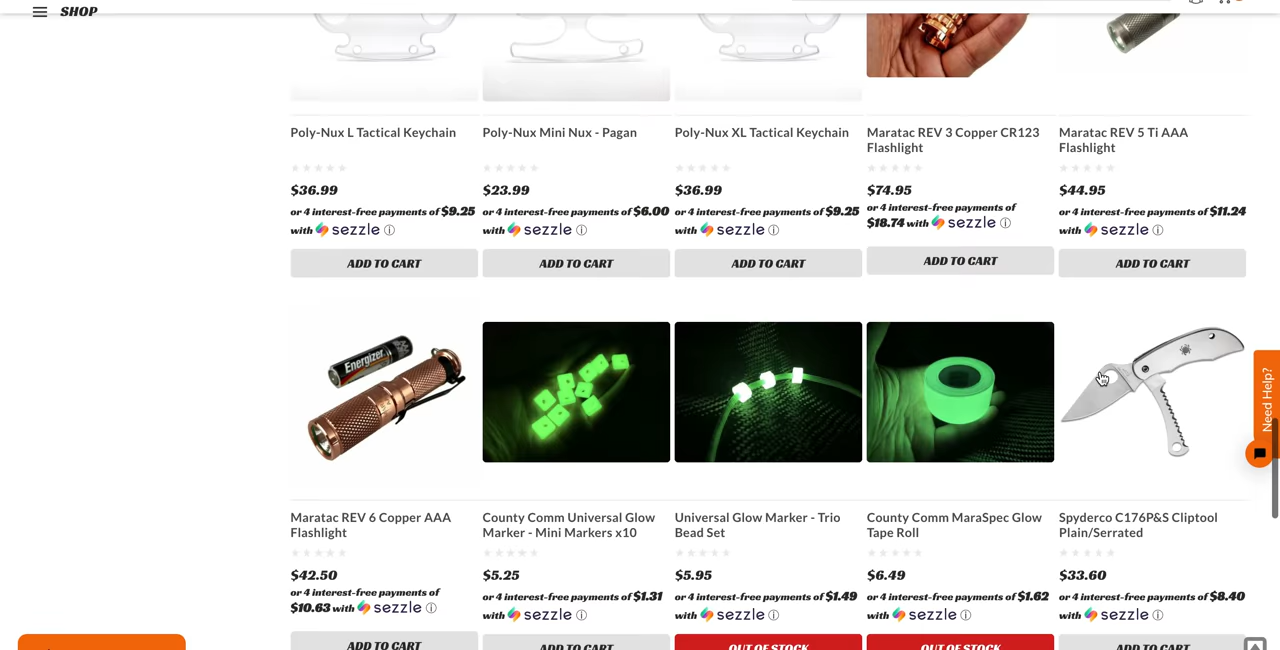 SHOP
Poly-Nux L Tactical Keychain
$36.99
or 4 interest-free payments of $9.25
with sezzle
ADD TO CART
Poly-Nux Mini Nux - Pagan
$23.99
or 4 interest-free payments of $6.00
with sezzle
ADD TO CART
Poly-Nux XL Tactical Keychain
$36.99
or 4 interest-free payments of $9.25
with sezzle
ADD TO CART
Maratac REV 3 Copper CR123
Flashlight
$74.95
or 4 interest-free payments of
$18.74 with sezzle
ADD TO CART
Maratac REV 5 Ti AAA
Flashlight
$44.95
or 4 interest-free payments of $11.24
with sezzle
ADD TO CART
Energizer
Maratac REV 6 Copper AAA
Flashlight
$42.50
or 4 interest-free payments of
$10.63 with sezzle
ADD TO CART
County Comm Universal Glow
Marker - Mini Markers x10
$5.25
or 4 interest-free payments of $1.31
with sezzle
ADD TO CART
Universal Glow Marker - Trio
Bead Set
$5.95
or 4 interest-free payments of $1.49
with sezzle
OUT OF STOCK
County Comm MaraSpec Glow
Tape Roll
$6.49
or 4 interest-free payments of $1.62
with sezzle
OUT OF STOCK
Spyderco C176P&S Cliptool
Plain/Serrated
$33.60
or 4 interest-free payments of $8.40
with sezzle
ADD TO CART
Need Help?